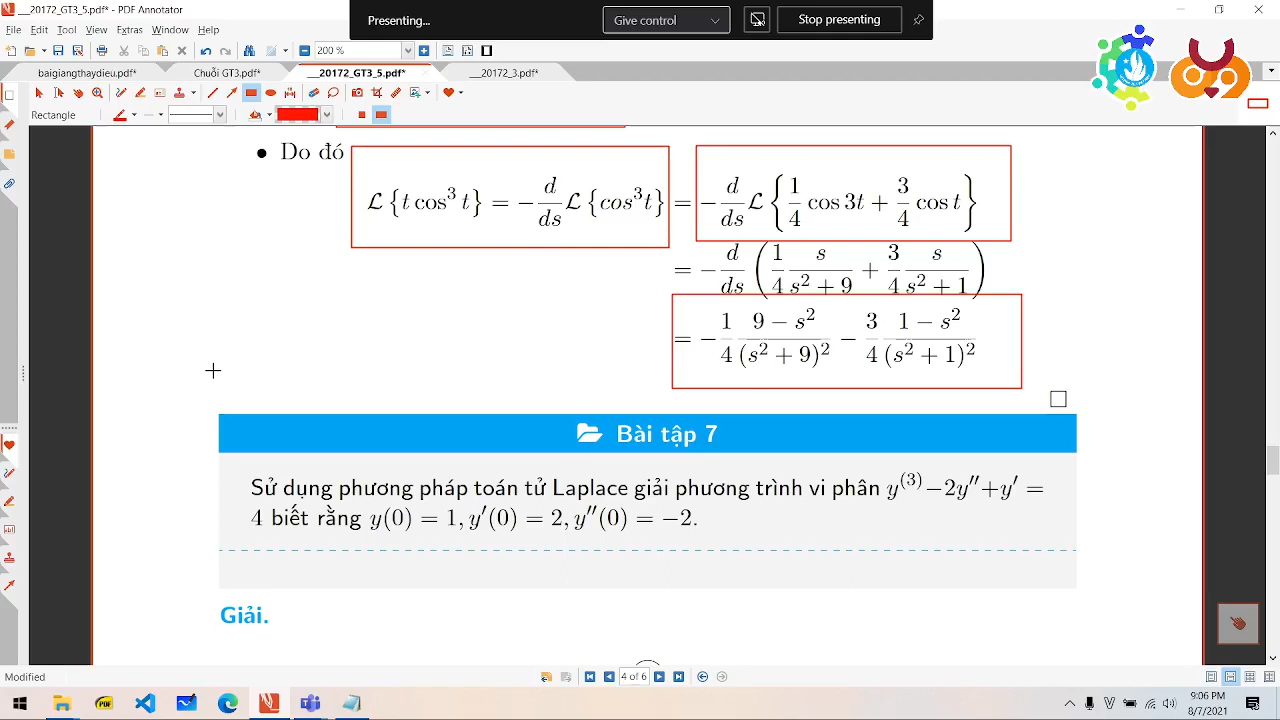 __20172_GT3_5.pdf* - PDF Annotator
Presenting...
Give control
Stop presenting
File Edit Tools View Window Help
200 %
baigiangthaydieu.pdf*
Chuỗi GT3.pdf*
__20172_GT3_5.pdf*
__20172_3.pdf*
Rectangle
• Do đó
ℒ {t cos³ t} = − d/ds ℒ {cos³t} = − d/ds ℒ {1/4 cos 3t + 3/4 cos t}
= − d/ds (1/4 s/(s² + 9) + 3/4 s/(s² + 1))
= − 1/4 (9 − s²)/(s² + 9)² − 3/4 (1 − s²)/(s² + 1)²
□
Bài tập 7
Sử dụng phương pháp toán tử Laplace giải phương trình vi phân y⁽³⁾−2y″+y′ =
4 biết rằng y(0) = 1, y′(0) = 2, y″(0) = −2.
Giải.
Modified
4 of 6
9:06 PM
8/7/2021